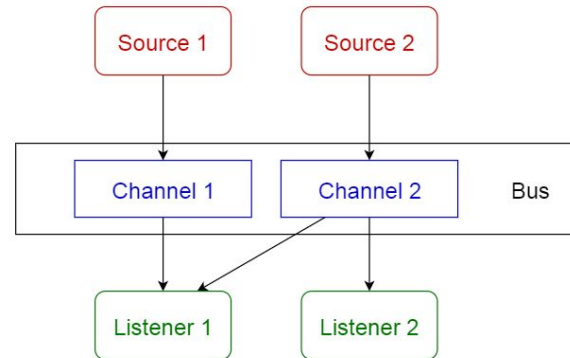 Source 1
Source 2
Channel 1
Channel 2
Bus
Listener 1
Listener 2